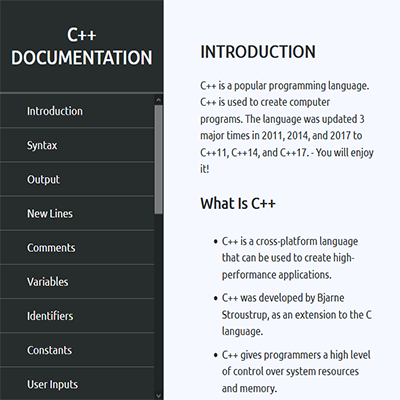 C++
DOCUMENTATION
Introduction
Syntax
Output
New Lines
Comments
Variables
Identifiers
Constants
User Inputs
INTRODUCTION
C++ is a popular programming language.
C++ is used to create computer
programs. The language was updated 3
major times in 2011, 2014, and 2017 to
C++11, C++14, and C++17. - You will enjoy
it!
What Is C++
• C++ is a cross-platform language
that can be used to create high-
performance applications.
• C++ was developed by Bjarne
Stroustrup, as an extension to the C
language.
• C++ gives programmers a high level
of control over system resources
and memory.